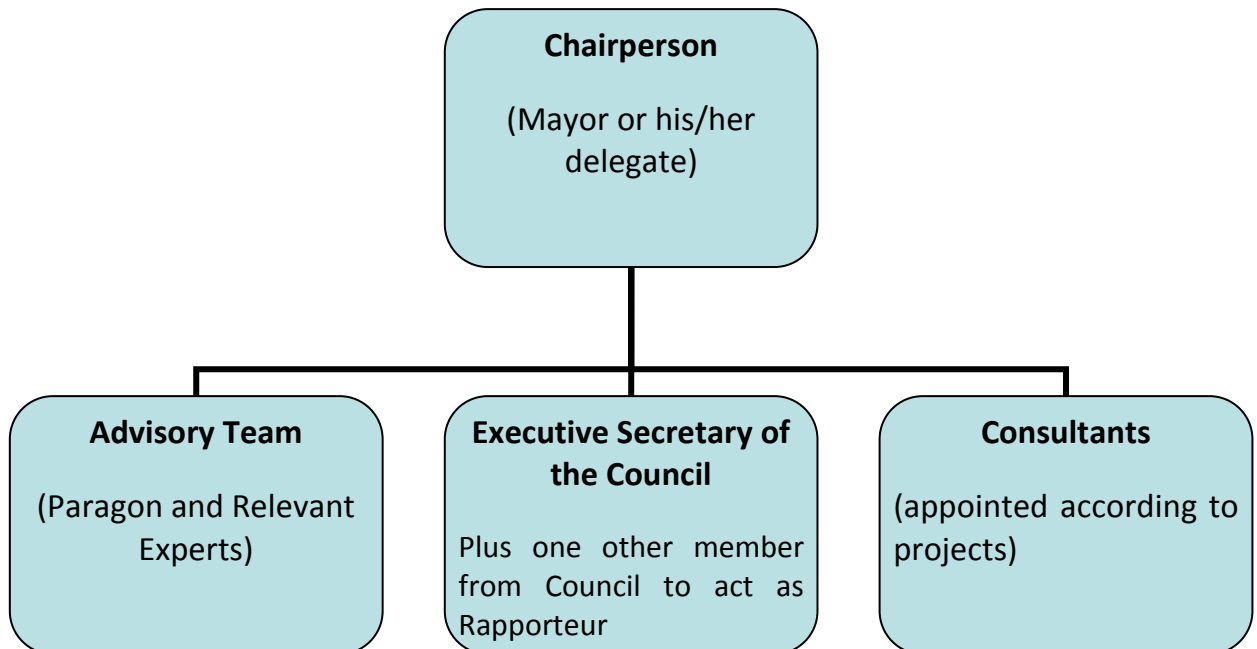 Chairperson
(Mayor or his/her
delegate)
Advisory Team
(Paragon and Relevant
Experts)
Executive Secretary of
the Council
Plus one other member
from Council to act as
Rapporteur
Consultants
(appointed according to
projects)